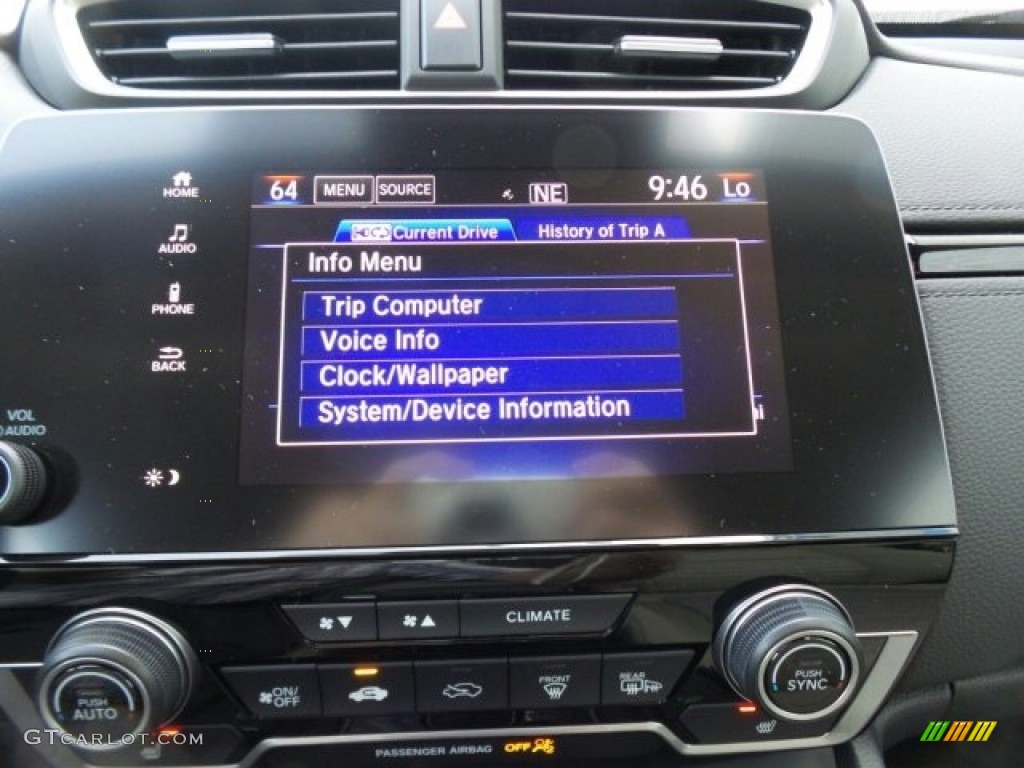 HOME
64 MENU SOURCE NE 9:46 Lo
AUDIO
Current Drive History of Trip A
Info Menu
Trip Computer
PHONE
Voice Info
BACK
Clock/Wallpaper
System/Device Information
VOL
AUDIO
CLIMATE
ON/OFF
FRONT
REAR
PUSH AUTO
PUSH SYNC
PASSENGER AIRBAG OFF
GTCarLot.com